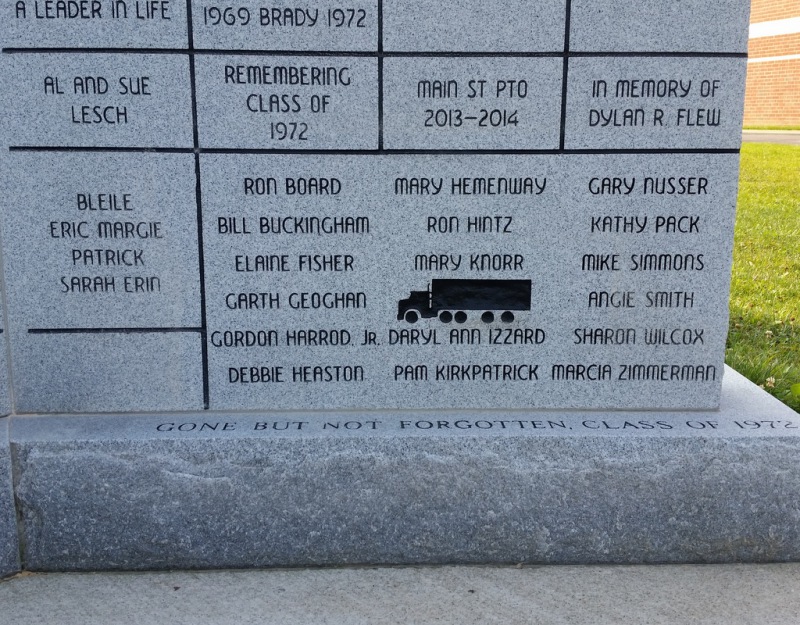 A LEADER IN LIFE
1969 BRADY 1972
AL AND SUE
LESCH
REMEMBERING
CLASS OF
1972
MAIN ST PTO
2013-2014
IN MEMORY OF
DYLAN R. FLEW
BLEILE
ERIC MARGIE
PATRICK
SARAH ERIN
RON BOARD
BILL BUCKINGHAM
ELAINE FISHER
GARTH GEOGHAN
GORDON HARROD, JR.
DEBBIE HEASTON
MARY HEMENWAY
RON HINTZ
MARY KNORR
DARYL ANN IZZARD
PAM KIRKPATRICK
GARY NUSSER
KATHY PACK
MIKE SIMMONS
ANGIE SMITH
SHARON WILCOX
MARCIA ZIMMERMAN
GONE BUT NOT FORGOTTEN, CLASS OF 1972